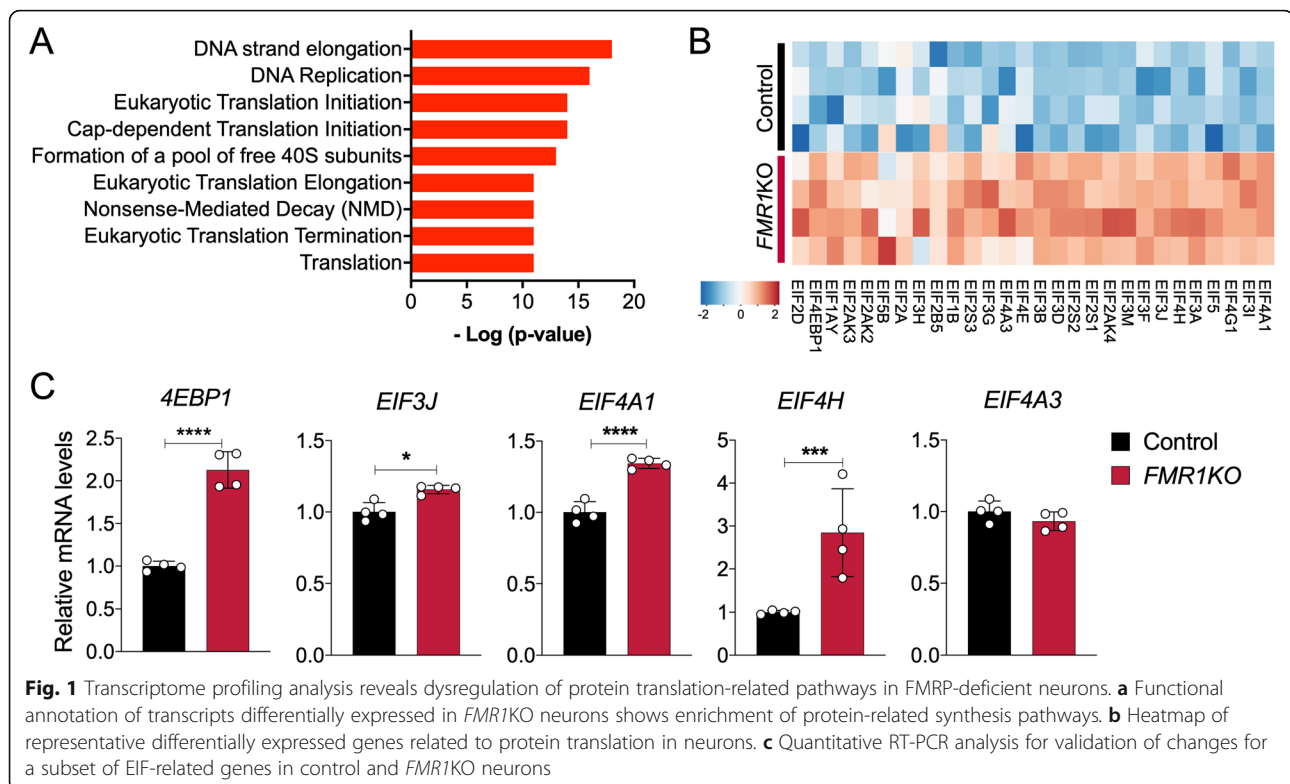 A
DNA strand elongation
DNA Replication
Eukaryotic Translation Initiation
Cap-dependent Translation Initiation
Formation of a pool of free 40S subunits
Eukaryotic Translation Elongation
Nonsense-Mediated Decay (NMD)
Eukaryotic Translation Termination
Translation
0 5 10 15 20
- Log (p-value)
B
Control
FMR1KO
-2 0 2
EIF2D
EIF4EBP1
EIF1AY
EIF2AK3
EIF2AK2
EIF5B
EIF2A
EIF3H
EIF2B5
EIF1B
EIF2S3
EIF3G
EIF4A3
EIF4E
EIF3B
EIF3D
EIF2S2
EIF2S1
EIF2AK4
EIF3M
EIF3F
EIF3J
EIF4H
EIF3A
EIF5
EIF4G1
EIF3I
EIF4A1
C
Relative mRNA levels
4EBP1
****
2.5
2.0
1.5
1.0
0.5
0.0
EIF3J
*
1.5
1.0
0.5
0.0
EIF4A1
****
1.5
1.0
0.5
0.0
EIF4H
***
5
4
3
2
1
0
EIF4A3
1.5
1.0
0.5
0.0
Control
FMR1KO
Fig. 1 Transcriptome profiling analysis reveals dysregulation of protein translation-related pathways in FMRP-deficient neurons. a Functional
annotation of transcripts differentially expressed in FMR1KO neurons shows enrichment of protein-related synthesis pathways. b Heatmap of
representative differentially expressed genes related to protein translation in neurons. c Quantitative RT-PCR analysis for validation of changes for
a subset of EIF-related genes in control and FMR1KO neurons